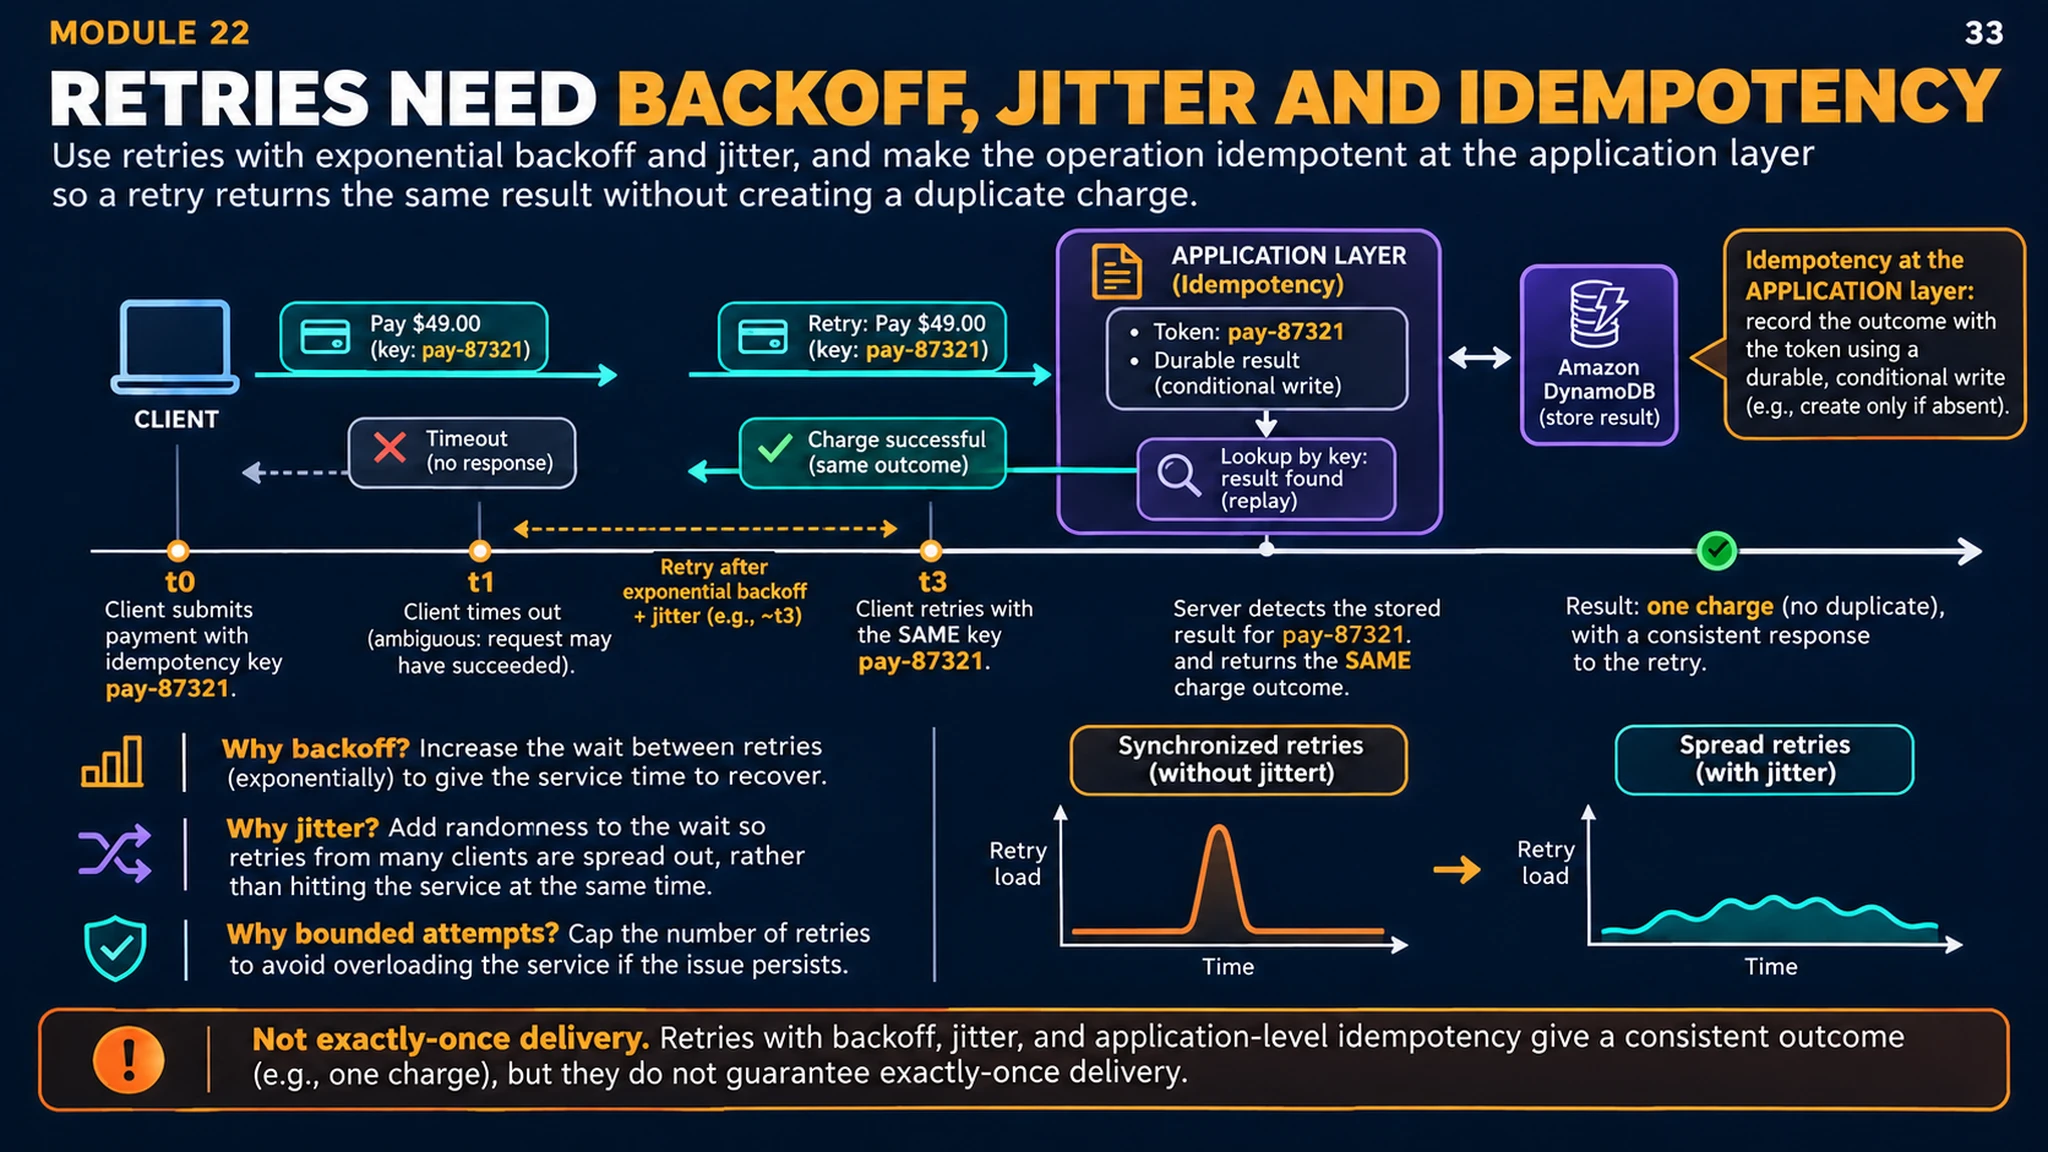 MODULE 22
33
RETRIES NEED BACKOFF, JITTER AND IDEMPOTENCY
Use retries with exponential backoff and jitter, and make the operation idempotent at the application layer
so a retry returns the same result without creating a duplicate charge.
CLIENT
Pay $49.00
(key: pay-87321)
Timeout
(no response)
Retry: Pay $49.00
(key: pay-87321)
Charge successful
(same outcome)
APPLICATION LAYER
(Idempotency)
• Token: pay-87321
• Durable result
(conditional write)
Lookup by key:
result found
(replay)
Amazon
DynamoDB
(store result)
Idempotency at the
APPLICATION layer:
record the outcome with
the token using a
durable, conditional write
(e.g., create only if absent).
t0
Client submits
payment with
idempotency key
pay-87321.
t1
Client times out
(ambiguous: request may
have succeeded).
Retry after
exponential backoff
+ jitter (e.g., ~t3)
t3
Client retries with
the SAME key
pay-87321.
Server detects the stored
result for pay-87321.
and returns the SAME
charge outcome.
Result: one charge (no duplicate),
with a consistent response
to the retry.
Why backoff? Increase the wait between retries
(exponentially) to give the service time to recover.
Why jitter? Add randomness to the wait so
retries from many clients are spread out, rather
than hitting the service at the same time.
Why bounded attempts? Cap the number of retries
to avoid overloading the service if the issue persists.
Synchronized retries
(without jittert)
Retry
load
Time
Spread retries
(with jitter)
Retry
load
Time
Not exactly-once delivery. Retries with backoff, jitter, and application-level idempotency give a consistent outcome
(e.g., one charge), but they do not guarantee exactly-once delivery.